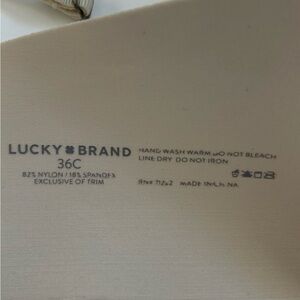 LUCKY BRAND
36C
82% NYLON / 18% SPANDEX
EXCLUSIVE OF TRIM
HAND WASH WARM DO NOT BLEACH
LINE DRY DO NOT IRON
MADE IN CHINA